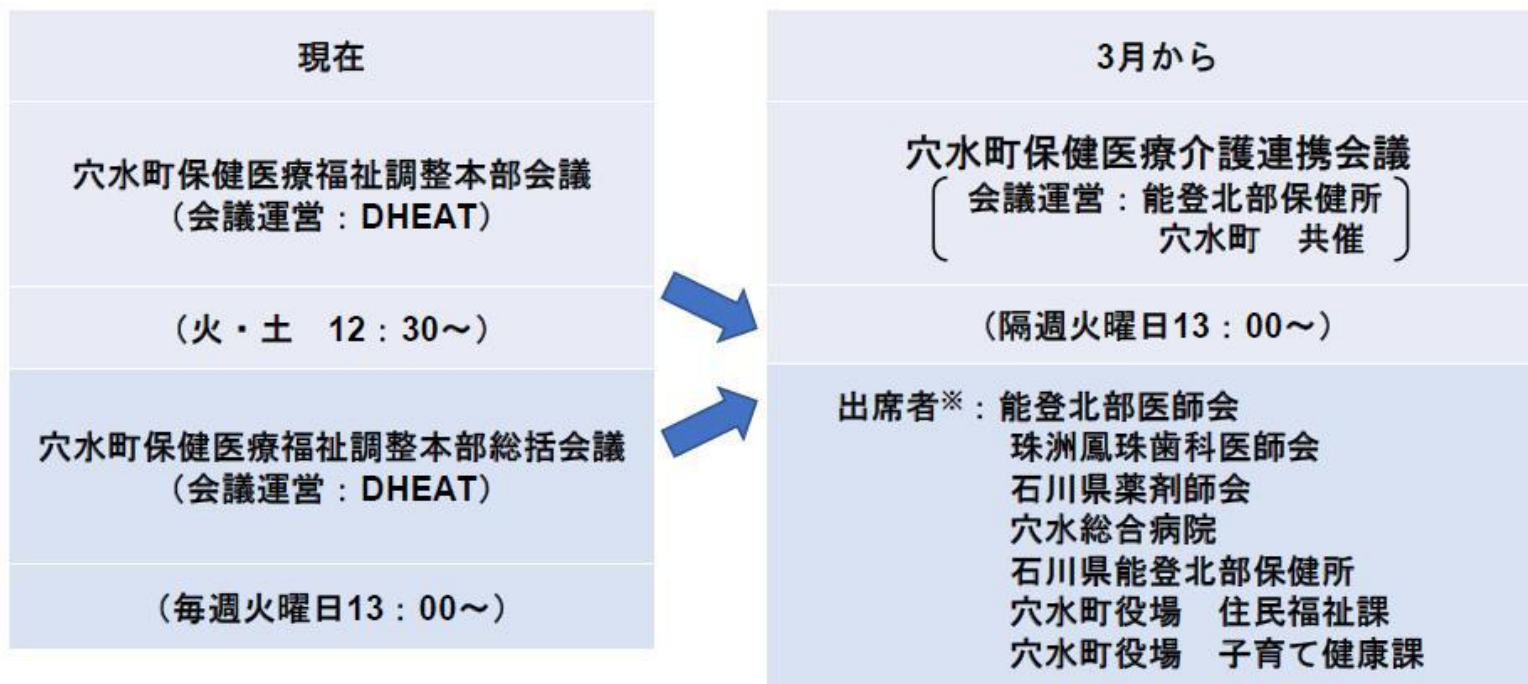 現在
穴水町保健医療福祉調整本部会議
（会議運営：DHEAT）
（火・土　12：30～）
穴水町保健医療福祉調整本部総括会議
（会議運営：DHEAT）
（毎週火曜日13：00～）
3月から
穴水町保健医療介護連携会議
会議運営：能登北部保健所
穴水町　共催
（隔週火曜日13：00～）
出席者※：能登北部医師会
珠洲鳳珠歯科医師会
石川県薬剤師会
穴水総合病院
石川県能登北部保健所
穴水町役場　住民福祉課
穴水町役場　子育て健康課